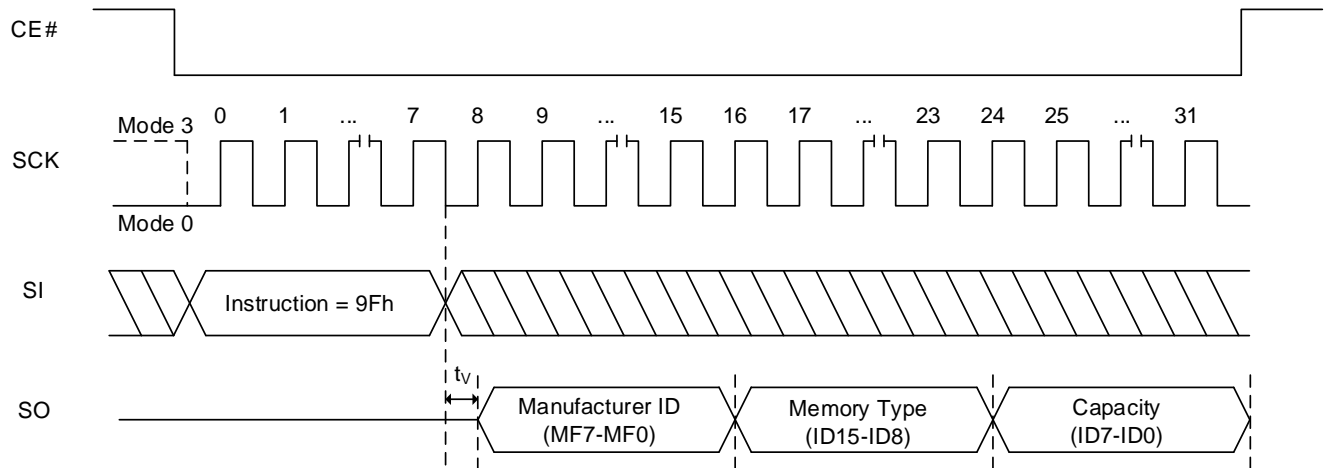 CE#
0 1 ... 7 8 9 ... 15 16 17 ... 23 24 25 ... 31
Mode 3
SCK
Mode 0
SI
Instruction = 9Fh
tV
SO
Manufacturer ID
(MF7-MF0)
Memory Type
(ID15-ID8)
Capacity
(ID7-ID0)